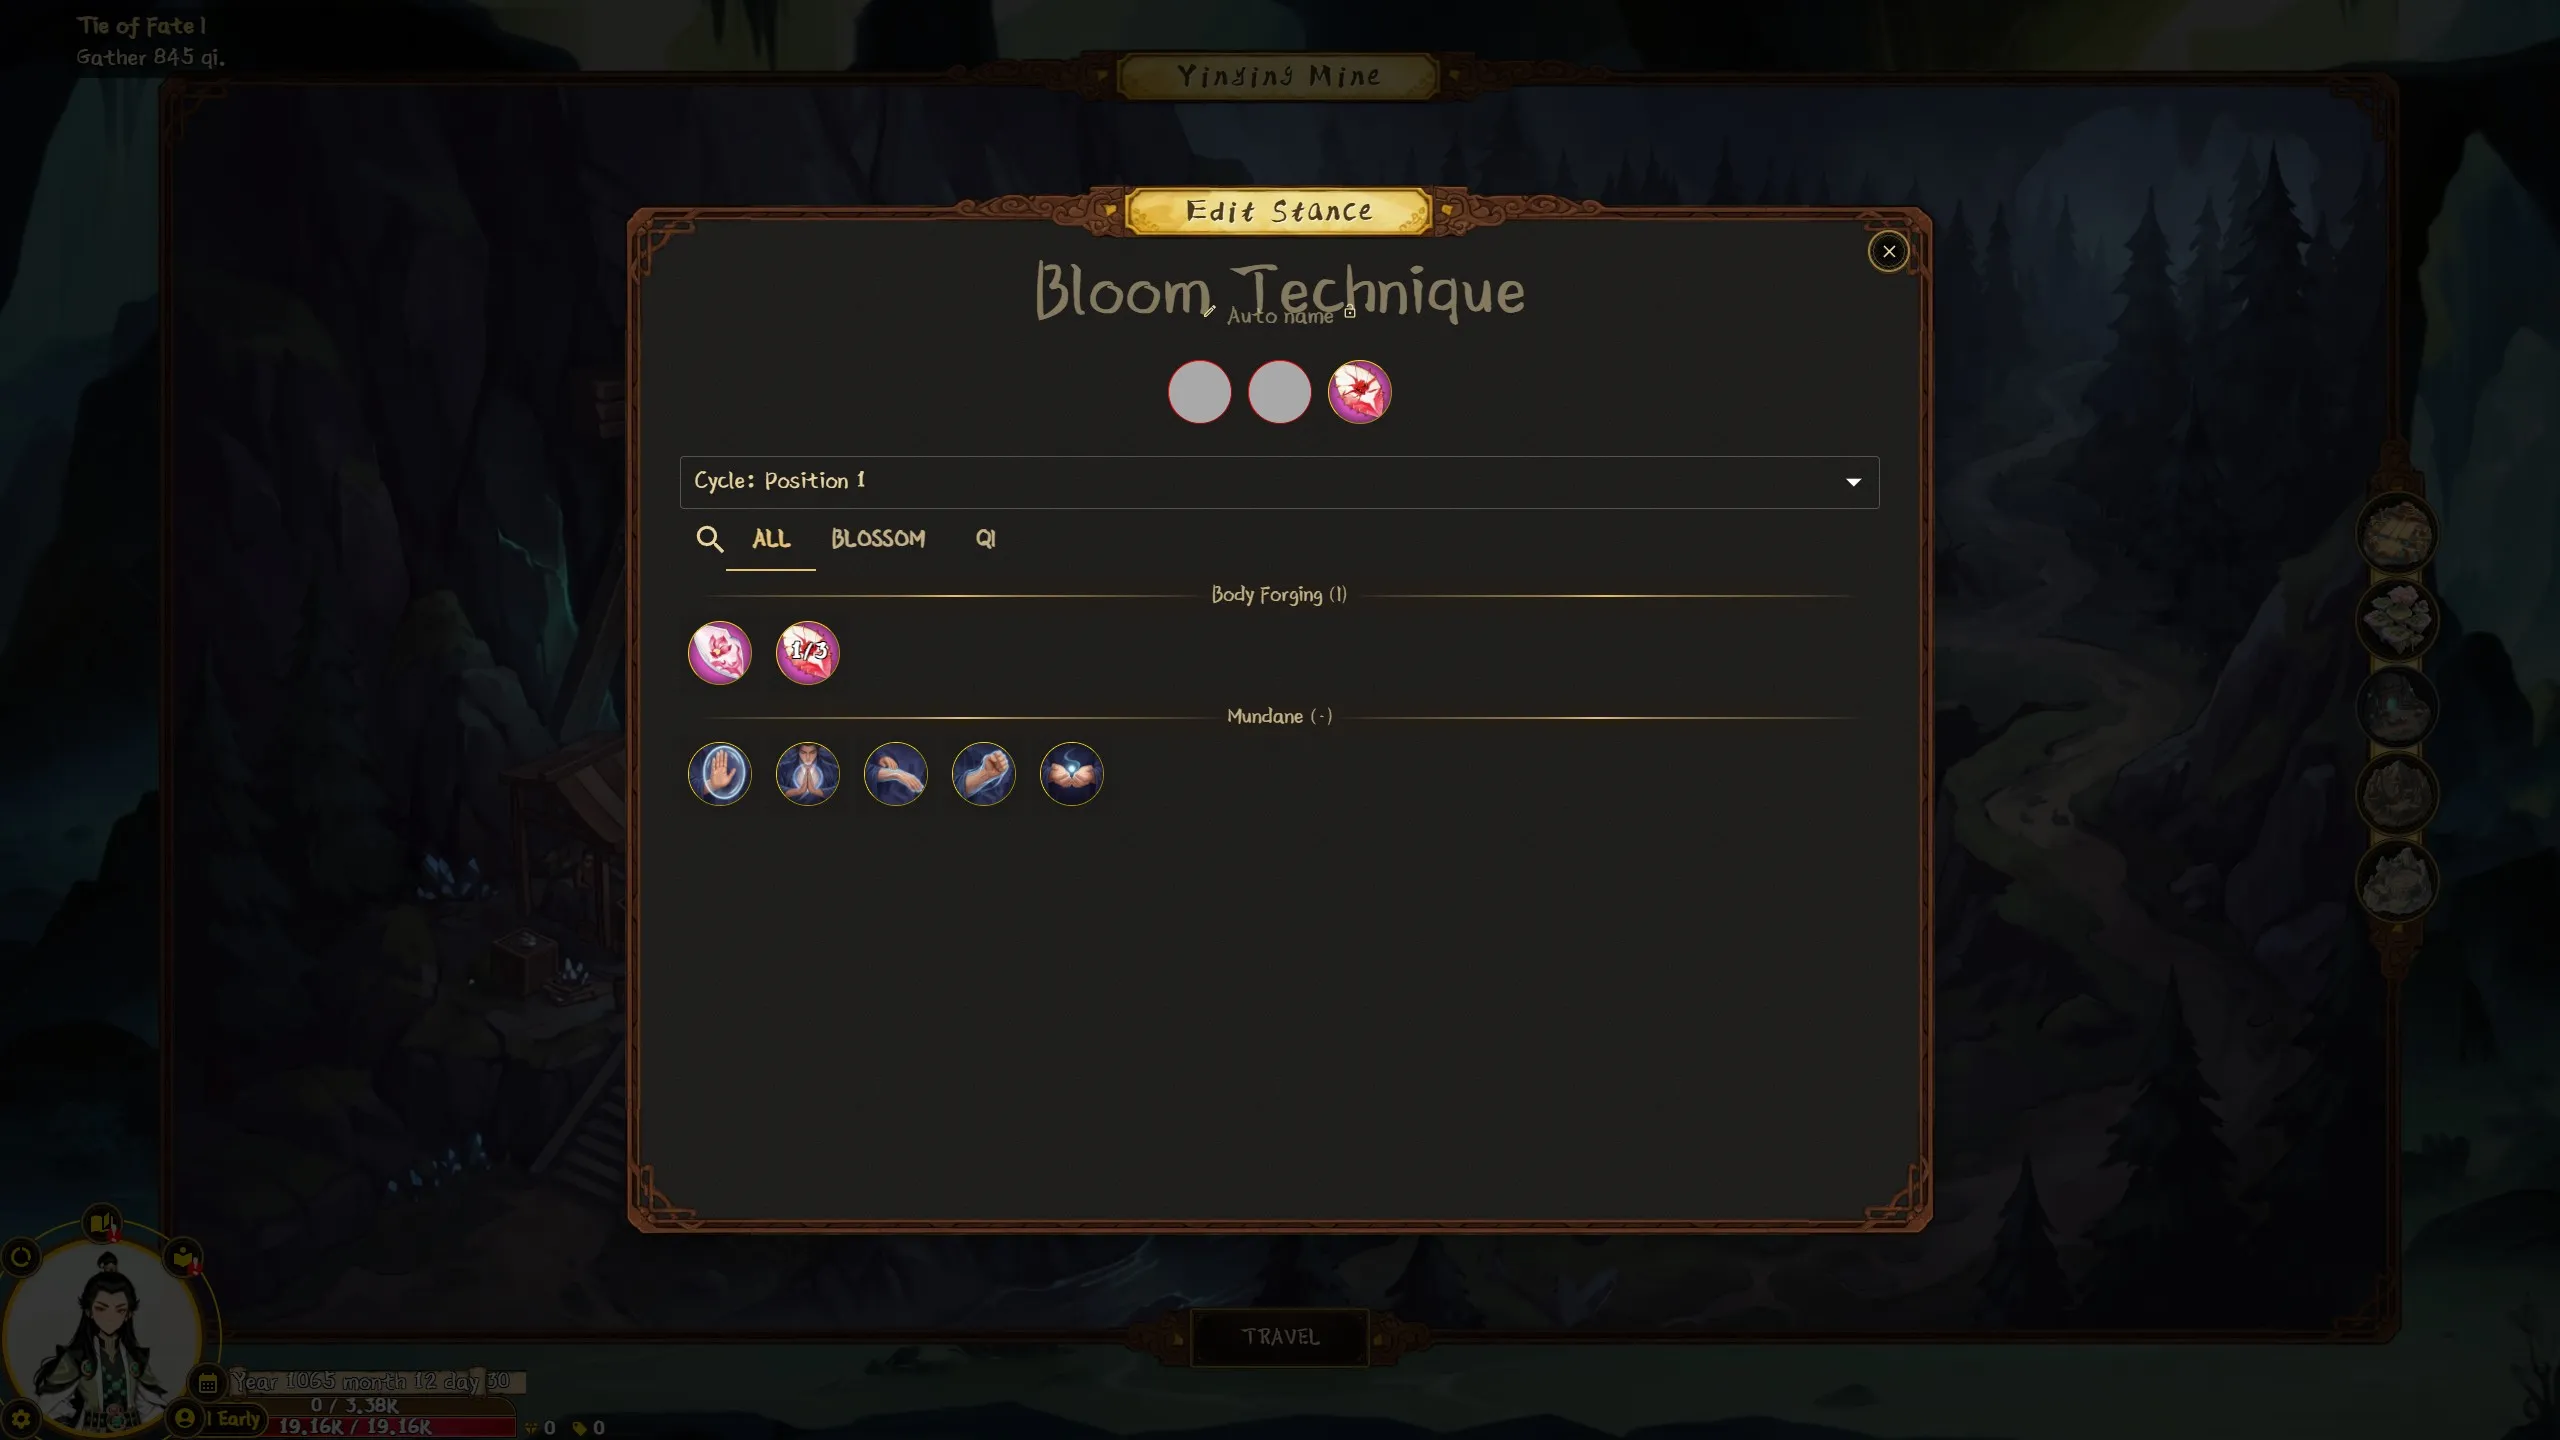 Tie of Fate 1
Gather 845 qi.
Yinying Mine
Edit Stance
Bloom Technique
Auto name
Cycle: Position 1
ALL BLOSSOM QI
Body Forging (1)
1/3
Mundane (-)
TRAVEL
Year 1065 month 12 day 30
0 / 3.38K
I Early
19.16K / 19.16K
0 0